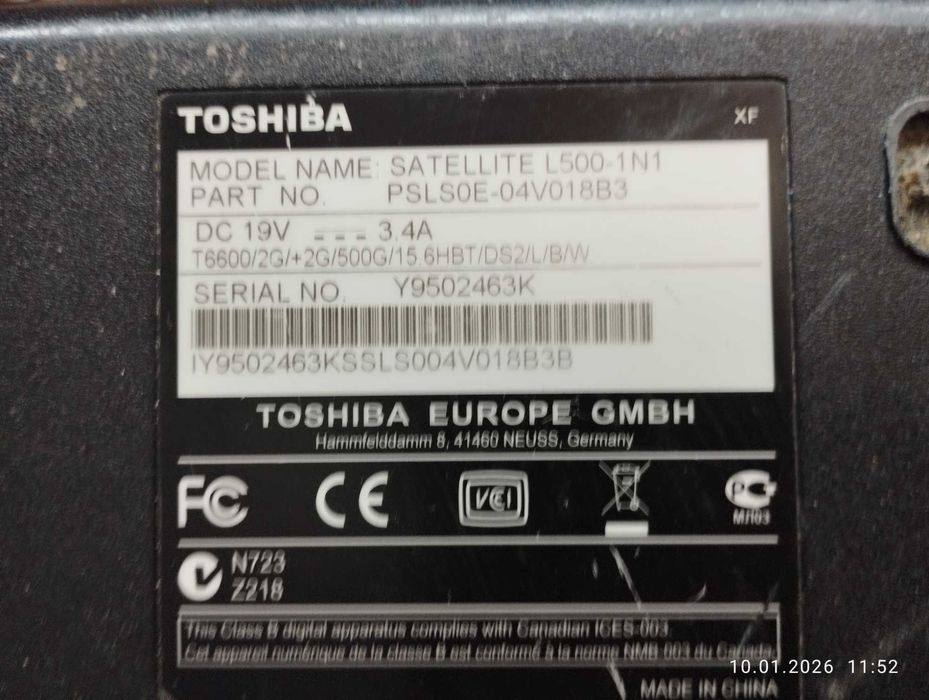 TOSHIBA XF
MODEL NAME: SATELLITE L500-1N1
PART NO. PSLS0E-04V018B3
DC 19V 3.4A
T6600/2G/+2G/500G/15.6HBT/DS2/L/B/W
SERIAL NO. Y9502463K
IY9502463KSSLS004V018B3B
TOSHIBA EUROPE GMBH
Hammfelddamm 8, 41460 NEUSS, Germany
FC CE VCI PC
МЛ03
N723
Z218
This Class B digital apparatus complies with Canadian ICES-003.
Cet appareil numérique de la classe B est conformé à la norme NMB 003 du Canada
10.01.2026 11:52
MADE IN CHINA